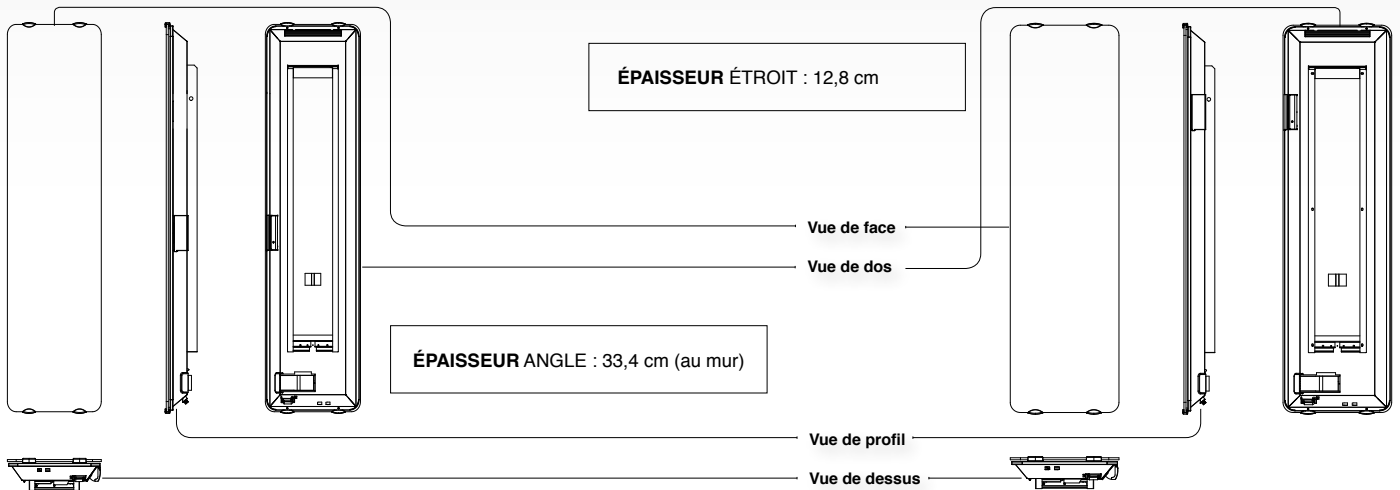 ÉPAISSEUR ÉTROIT : 12,8 cm
Vue de face
Vue de dos
ÉPAISSEUR ANGLE : 33,4 cm (au mur)
Vue de profil
Vue de dessus